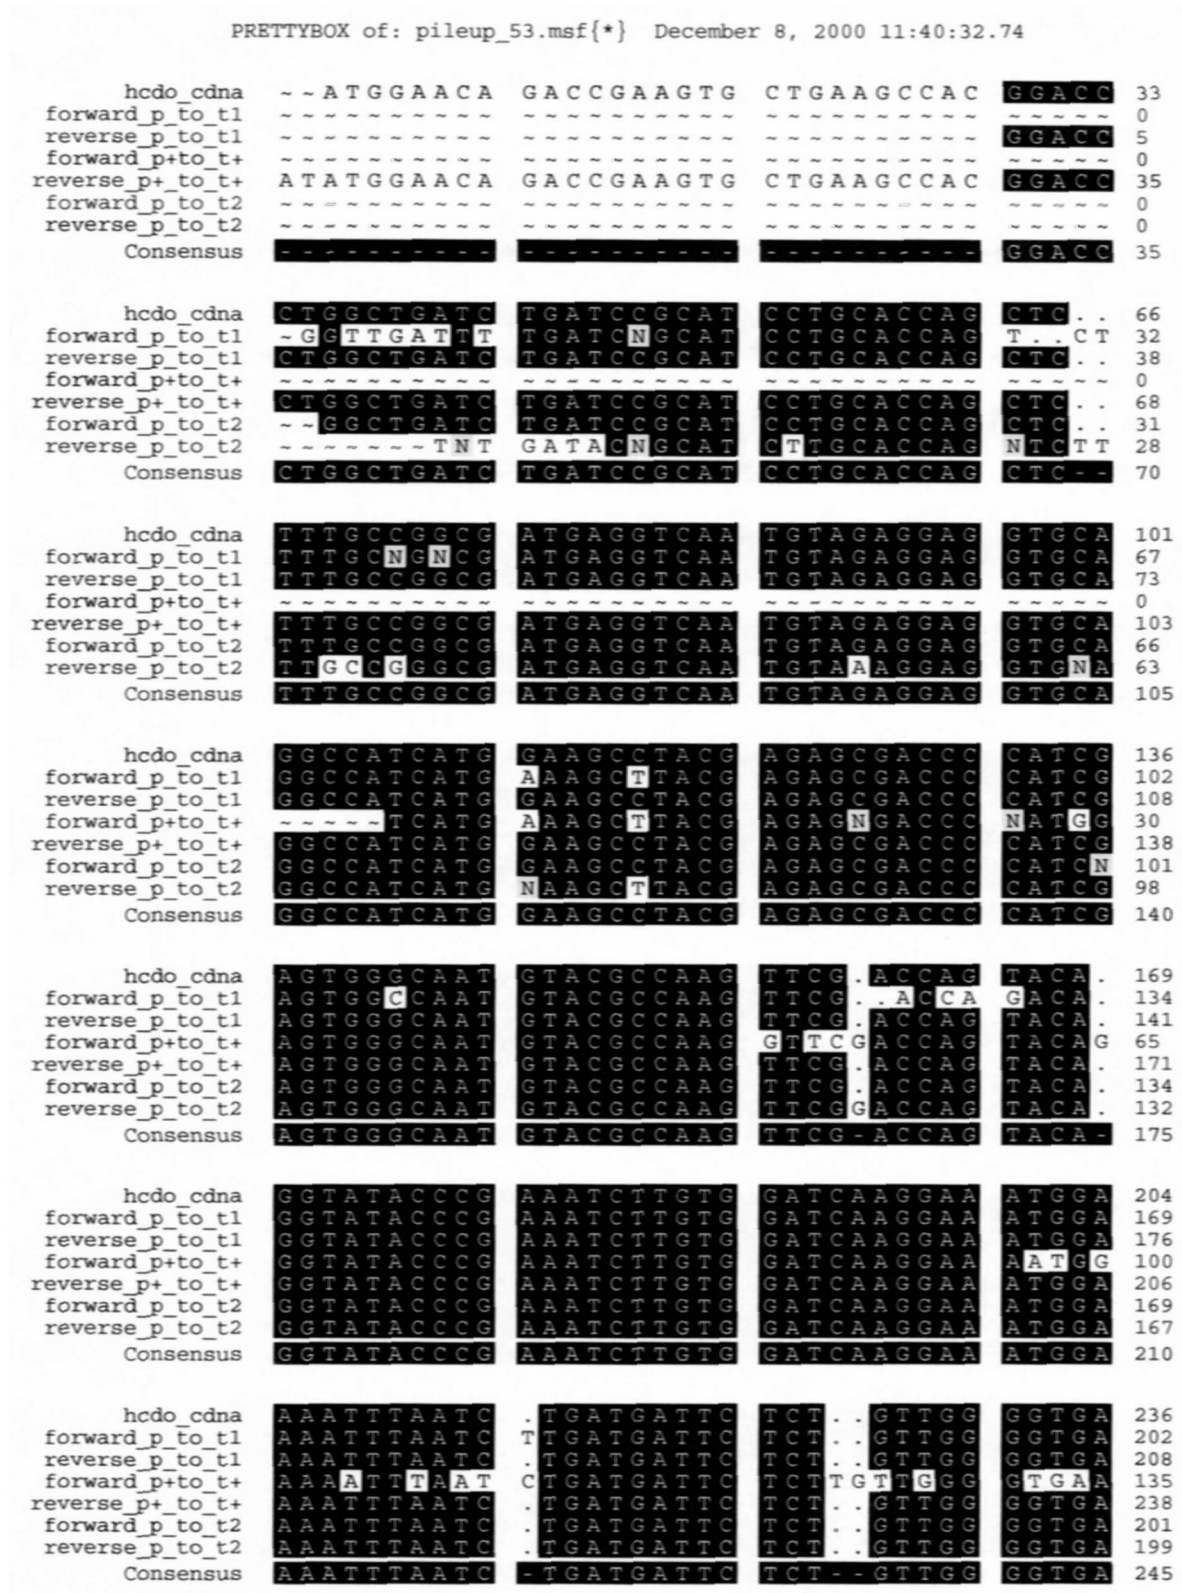 PRETTYBOX of: pileup_53.msf{*} December 8, 2000 11:40:32.74
hcdo_cdna ~~ATGGAACA GACCGAAGTG CTGAAGCCAC GGACC 33
forward_p_to_t1 ~~~~~~~~~~ ~~~~~~~~~~ ~~~~~~~~~~ ~~~~~ 0
reverse_p_to_t1 ~~~~~~~~~~ ~~~~~~~~~~ ~~~~~~~~~~ GGACC 5
forward_p+to_t+ ~~~~~~~~~~ ~~~~~~~~~~ ~~~~~~~~~~ ~~~~~ 0
reverse_p+_to_t+ ATATGGAACA GACCGAAGTG CTGAAGCCAC GGACC 35
forward_p_to_t2 ~~~~~~~~~~ ~~~~~~~~~~ ~~~~~~~~~~ ~~~~~ 0
reverse_p_to_t2 ~~~~~~~~~~ ~~~~~~~~~~ ~~~~~~~~~~ ~~~~~ 0
Consensus ---------- ---------- ---------- GGACC 35
hcdo_cdna CTGGCTGATC TGATCCGCAT CCTGCACCAG CTC.. 66
forward_p_to_t1 ~GGTTGATTT TGATCNGCAT CCTGCACCAG T..CT 32
reverse_p_to_t1 CTGGCTGATC TGATCCGCAT CCTGCACCAG CTC.. 38
forward_p+to_t+ ~~~~~~~~~~ ~~~~~~~~~~ ~~~~~~~~~~ ~~~~~ 0
reverse_p+_to_t+ CTGGCTGATC TGATCCGCAT CCTGCACCAG CTC.. 68
forward_p_to_t2 ~~GGCTGATC TGATCCGCAT CCTGCACCAG CTC.. 31
reverse_p_to_t2 ~~~~~~~TNT GATACNGCAT CTTGCACCAG NTCTT 28
Consensus CTGGCTGATC TGATCCGCAT CCTGCACCAG CTC-- 70
hcdo_cdna TTTGCCGGCG ATGAGGTCAA TGTAGAGGAG GTGCA 101
forward_p_to_t1 TTTGCNGNCG ATGAGGTCAA TGTAGAGGAG GTGCA 67
reverse_p_to_t1 TTTGCCGGCG ATGAGGTCAA TGTAGAGGAG GTGCA 73
forward_p+to_t+ ~~~~~~~~~~ ~~~~~~~~~~ ~~~~~~~~~~ ~~~~~ 0
reverse_p+_to_t+ TTTGCCGGCG ATGAGGTCAA TGTAGAGGAG GTGCA 103
forward_p_to_t2 TTTGCCGGCG ATGAGGTCAA TGTAGAGGAG GTGCA 66
reverse_p_to_t2 TTGCCGGGCG ATGAGGTCAA TGTAAAGGAG GTGNA 63
Consensus TTTGCCGGCG ATGAGGTCAA TGTAGAGGAG GTGCA 105
hcdo_cdna GGCCATCATG GAAGCCTACG AGAGCGACCC CATCG 136
forward_p_to_t1 GGCCATCATG AAAGCTTACG AGAGCGACCC CATCG 102
reverse_p_to_t1 GGCCATCATG GAAGCCTACG AGAGCGACCC CATCG 108
forward_p+to_t+ ~~~~~TCATG AAAGCTTACG AGAGNGACCC NATGG 30
reverse_p+_to_t+ GGCCATCATG GAAGCCTACG AGAGCGACCC CATCG 138
forward_p_to_t2 GGCCATCATG GAAGCCTACG AGAGCGACCC CATCN 101
reverse_p_to_t2 GGCCATCATG NAAGCTTACG AGAGCGACCC CATCG 98
Consensus GGCCATCATG GAAGCCTACG AGAGCGACCC CATCG 140
hcdo_cdna AGTGGGCAAT GTACGCCAAG TTCG.ACCAG TACA. 169
forward_p_to_t1 AGTGGCCAAT GTACGCCAAG TTCG..ACCA GACA. 134
reverse_p_to_t1 AGTGGGCAAT GTACGCCAAG TTCG.ACCAG TACA. 141
forward_p+to_t+ AGTGGGCAAT GTACGCCAAG GTTCGACCAG TACAG 65
reverse_p+_to_t+ AGTGGGCAAT GTACGCCAAG TTCG.ACCAG TACA. 171
forward_p_to_t2 AGTGGGCAAT GTACGCCAAG TTCG.ACCAG TACA. 134
reverse_p_to_t2 AGTGGGCAAT GTACGCCAAG TTCGGACCAG TACA. 132
Consensus AGTGGGCAAT GTACGCCAAG TTCG-ACCAG TACA- 175
hcdo_cdna GGTATACCCG AAATCTTGTG GATCAAGGAA ATGGA 204
forward_p_to_t1 GGTATACCCG AAATCTTGTG GATCAAGGAA ATGGA 169
reverse_p_to_t1 GGTATACCCG AAATCTTGTG GATCAAGGAA ATGGA 176
forward_p+to_t+ GGTATACCCG AAATCTTGTG GATCAAGGAA AATGG 100
reverse_p+_to_t+ GGTATACCCG AAATCTTGTG GATCAAGGAA ATGGA 206
forward_p_to_t2 GGTATACCCG AAATCTTGTG GATCAAGGAA ATGGA 169
reverse_p_to_t2 GGTATACCCG AAATCTTGTG GATCAAGGAA ATGGA 167
Consensus GGTATACCCG AAATCTTGTG GATCAAGGAA ATGGA 210
hcdo_cdna AAATTTAATC .TGATGATTC TCT..GTTGG GGTGA 236
forward_p_to_t1 AAATTTAATC TTGATGATTC TCT..GTTGG GGTGA 202
reverse_p_to_t1 AAATTTAATC .TGATGATTC TCT..GTTGG GGTGA 208
forward_p+to_t+ AAAATTTAAT CTGATGATTC TCTTGTTGGG GTGAA 135
reverse_p+_to_t+ AAATTTAATC .TGATGATTC TCT..GTTGG GGTGA 238
forward_p_to_t2 AAATTTAATC .TGATGATTC TCT..GTTGG GGTGA 201
reverse_p_to_t2 AAATTTAATC .TGATGATTC TCT..GTTGG GGTGA 199
Consensus AAATTTAATC -TGATGATTC TCT--GTTGG GGTGA 245